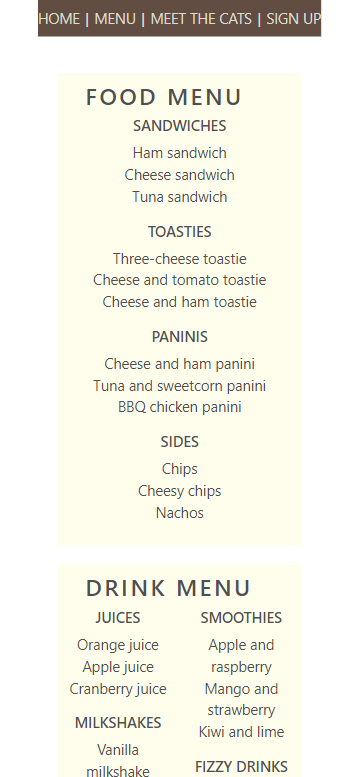 HOME | MENU | MEET THE CATS | SIGN UP
FOOD MENU
SANDWICHES
Ham sandwich
Cheese sandwich
Tuna sandwich
TOASTIES
Three-cheese toastie
Cheese and tomato toastie
Cheese and ham toastie
PANINIS
Cheese and ham panini
Tuna and sweetcorn panini
BBQ chicken panini
SIDES
Chips
Cheesy chips
Nachos
DRINK MENU
JUICES
Orange juice
Apple juice
Cranberry juice
MILKSHAKES
Vanilla
milkshake
SMOOTHIES
Apple and
raspberry
Mango and
strawberry
Kiwi and lime
FIZZY DRINKS